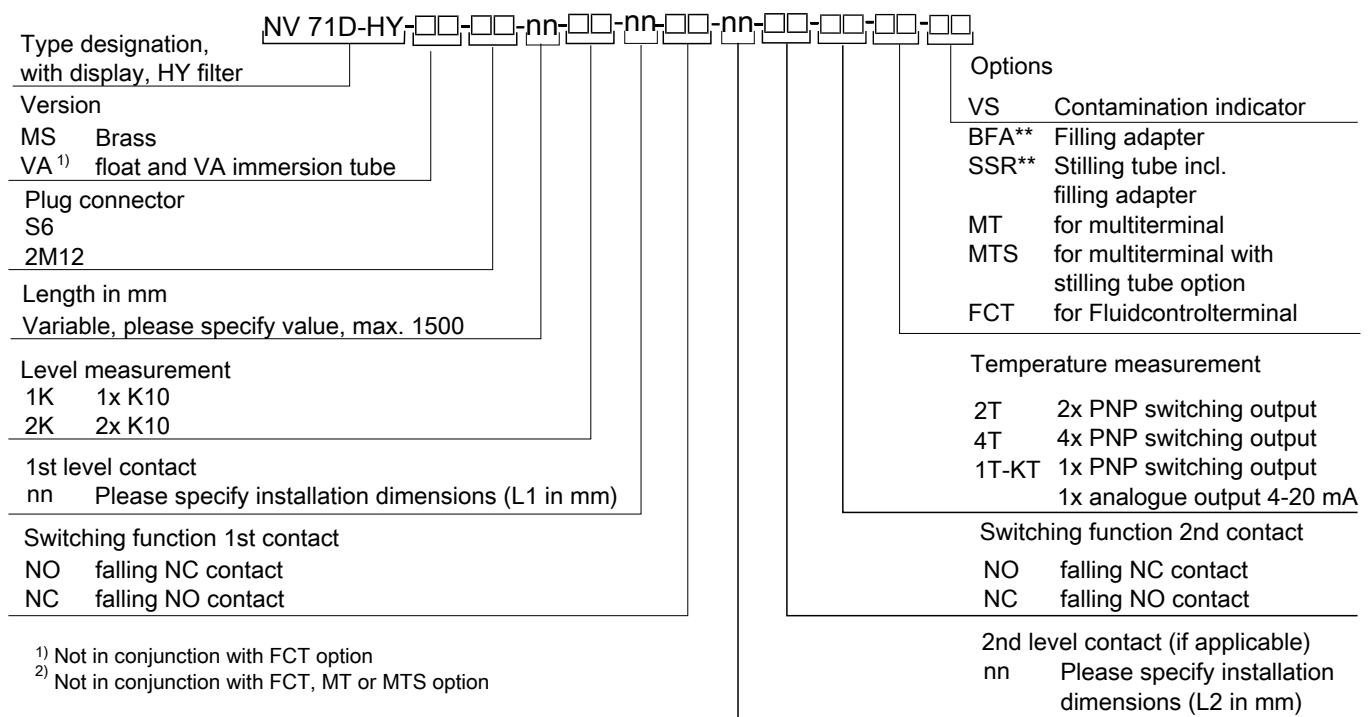 NV 71D-HY-□□-□□-nn-□□-nn□□-nn-□□-□□-□□-□□
Type designation,
with display, HY filter
Version
MS Brass
VA 1) float and VA immersion tube
Plug connector
S6
2M12
Length in mm
Variable, please specify value, max. 1500
Level measurement
1K 1x K10
2K 2x K10
1st level contact
nn Please specify installation dimensions (L1 in mm)
Switching function 1st contact
NO falling NC contact
NC falling NO contact
1) Not in conjunction with FCT option
2) Not in conjunction with FCT, MT or MTS option
Options
VS Contamination indicator
BFA** Filling adapter
SSR** Stilling tube incl.
filling adapter
MT for multiterminal
MTS for multiterminal with
stilling tube option
FCT for Fluidcontrolterminal
Temperature measurement
2T 2x PNP switching output
4T 4x PNP switching output
1T-KT 1x PNP switching output
1x analogue output 4-20 mA
Switching function 2nd contact
NO falling NC contact
NC falling NO contact
2nd level contact (if applicable)
nn Please specify installation
dimensions (L2 in mm)